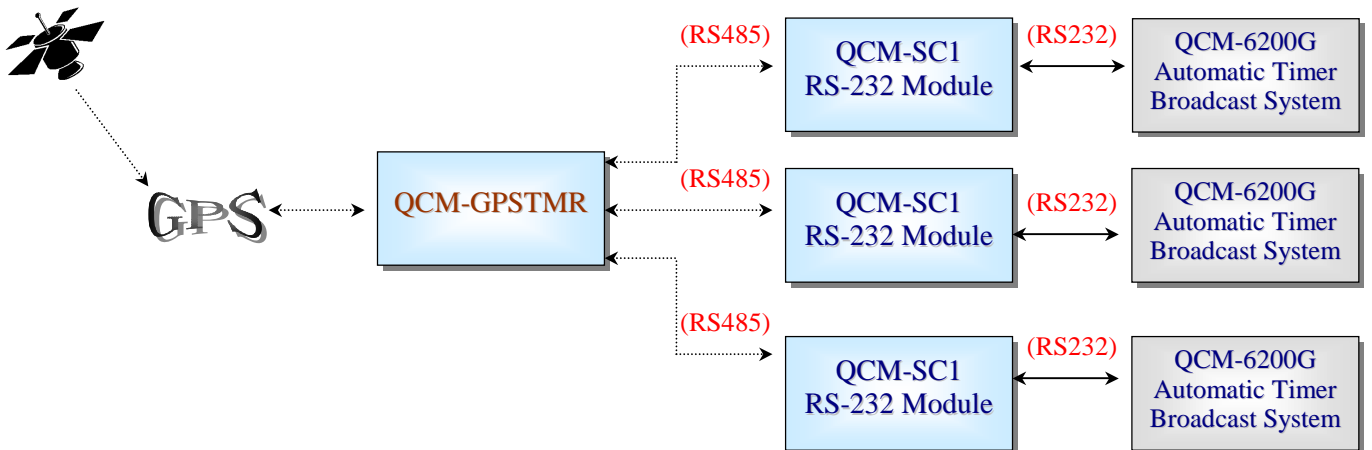 (RS485)
QCM-SC1
RS-232 Module
(RS232)
QCM-6200G
Automatic Timer
Broadcast System
GPS
QCM-GPSTMR
(RS485)
QCM-SC1
RS-232 Module
(RS232)
QCM-6200G
Automatic Timer
Broadcast System
(RS485)
QCM-SC1
RS-232 Module
(RS232)
QCM-6200G
Automatic Timer
Broadcast System